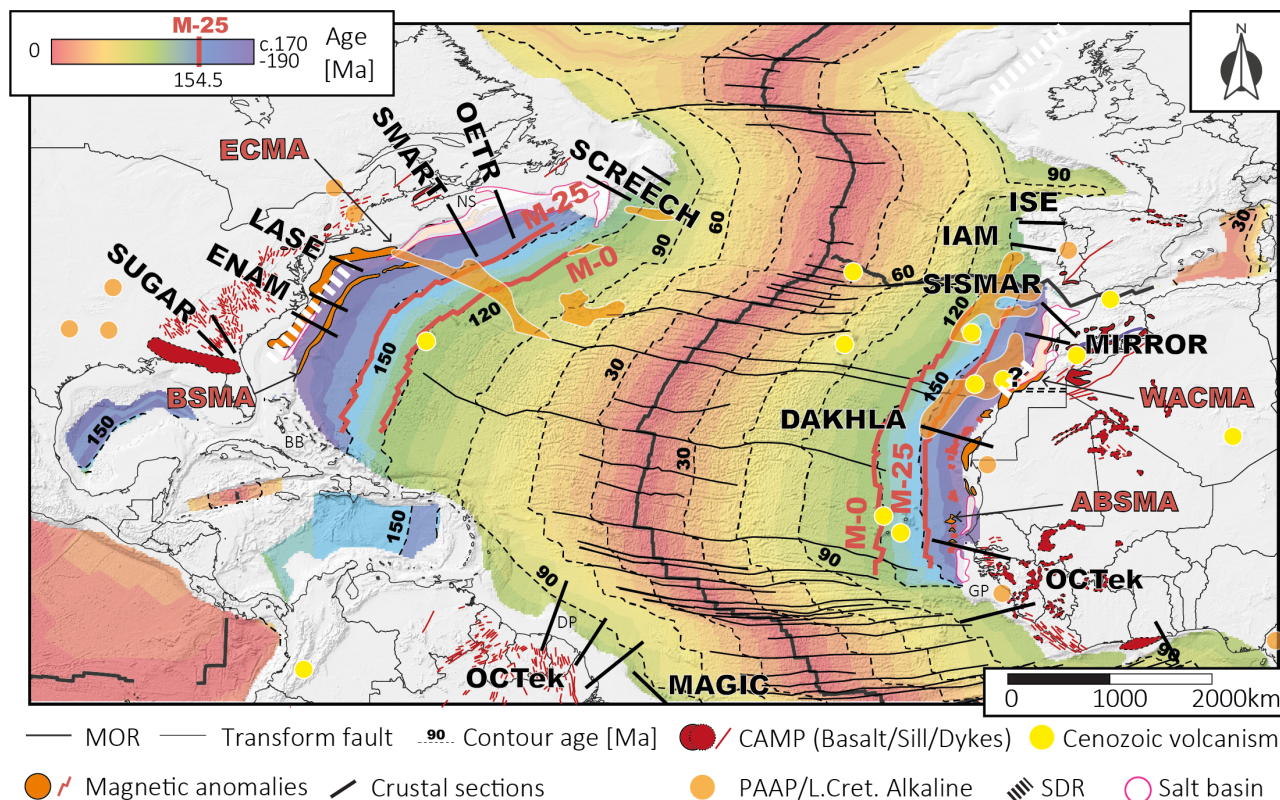 M-25
0
c.170
-190
Age
[Ma]
154.5
N
ECMA
SMART
OETR
SCREECH
NS
M-25
LASE
ENAM
SUGAR
BSMA
M-0
60
90
120
150
150
BB
30
30
90
ISE
IAM
30
60
SISMAR
120
MIRROR
150
?
WACMA
DAKHLA
M-0
M-25
ABSMA
150
90
90
OCTek
GP
DP
OCTek
MAGIC
90
0 1000 2000km
MOR
Transform fault
90 Contour age [Ma]
CAMP (Basalt/Sill/Dykes)
Cenozoic volcanism
Magnetic anomalies
Crustal sections
PAAP/L.Cret. Alkaline
SDR
Salt basin